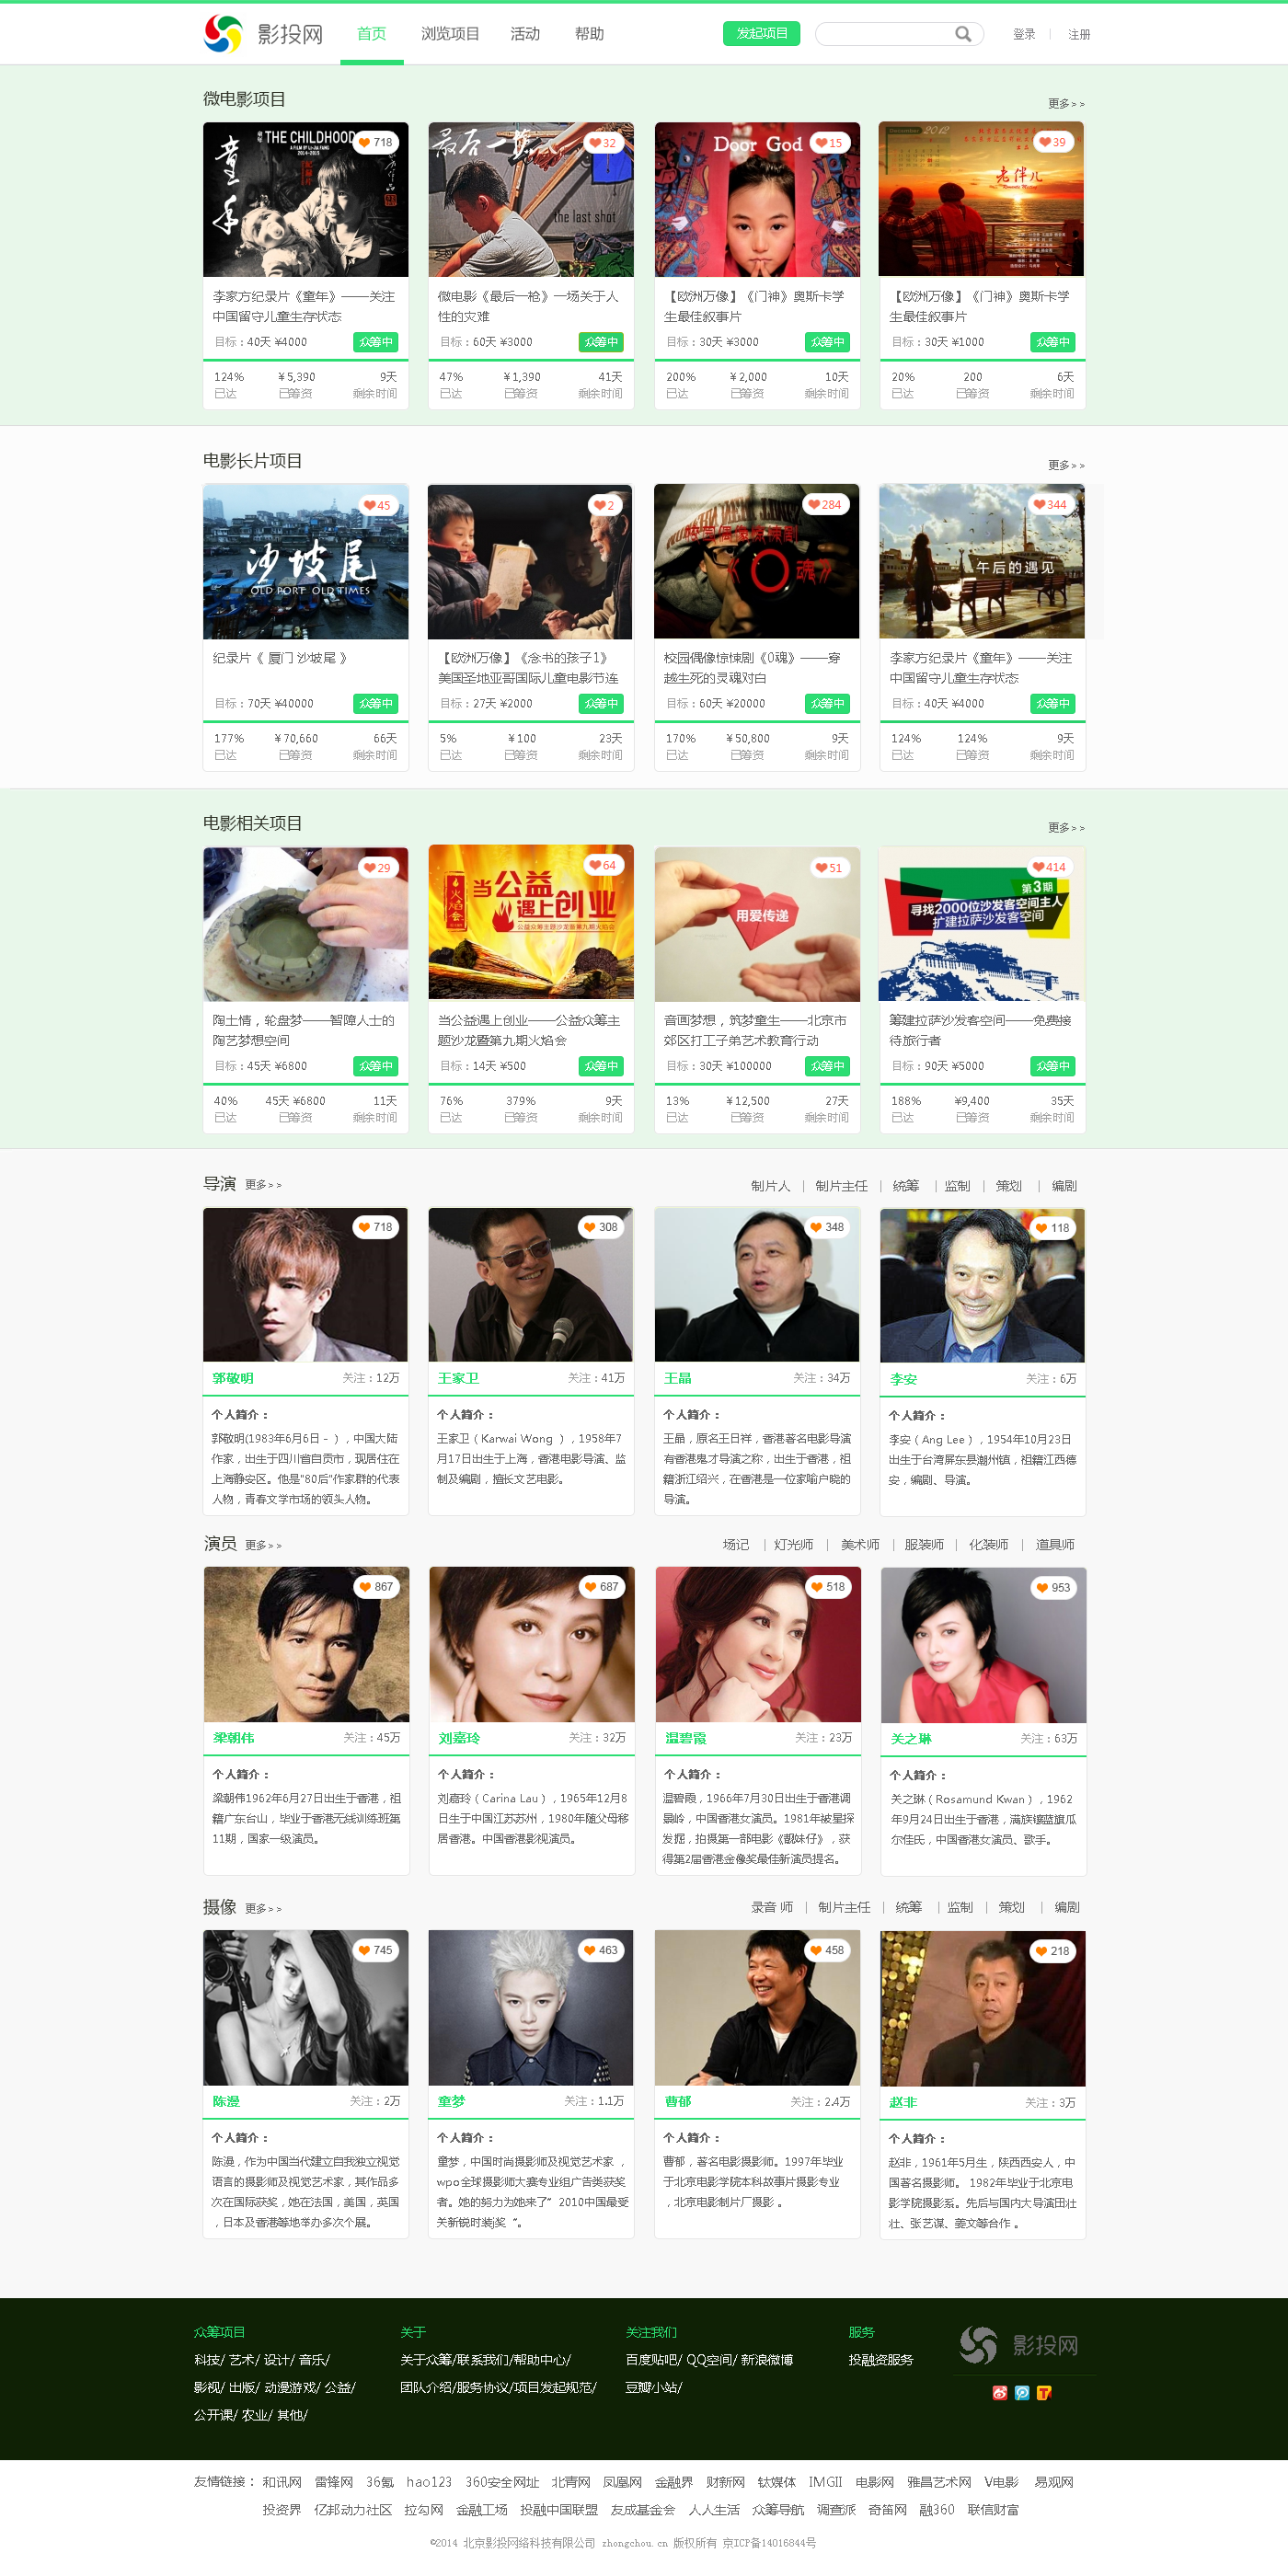 影投网 首页 浏览项目 活动 帮助 发起项目 登录 | 注册
微电影项目 更多>>
THE CHILDHOOD 718
童年
最后一枪 32
the last shot
Door God 15
December 2012 39
老伴儿
李家方纪录片《童年》——关注
中国留守儿童生存状态
目标：40天 ¥4000 众筹中
124% ¥5,390 9天
已达 已筹资 剩余时间
微电影《最后一枪》一场关于人
性的灾难
目标：60天 ¥3000 众筹中
47% ¥1,390 41天
已达 已筹资 剩余时间
【欧洲万像】《门神》奥斯卡学
生最佳叙事片
目标：30天 ¥3000 众筹中
200% ¥2,000 10天
已达 已筹资 剩余时间
【欧洲万像】《门神》奥斯卡学
生最佳叙事片
目标：30天 ¥1000 众筹中
20% 200 6天
已达 已筹资 剩余时间
电影长片项目 更多>>
45
沙坡尾
OLD PORT OLD TIMES
2
284
校园偶像惊悚剧
《O魂》
344
午后的遇见
纪录片《 厦门 沙坡尾 》
目标：70天 ¥40000 众筹中
177% ¥70,660 66天
已达 已筹资 剩余时间
【欧洲万像】《念书的孩子1》
美国圣地亚哥国际儿童电影节连
目标：27天 ¥2000 众筹中
5% ¥100 23天
已达 已筹资 剩余时间
校园偶像惊悚剧《0魂》——穿
越生死的灵魂对白
目标：60天 ¥20000 众筹中
170% ¥50,800 9天
已达 已筹资 剩余时间
李家方纪录片《童年》——关注
中国留守儿童生存状态
目标：40天 ¥4000 众筹中
124% 124% 9天
已达 已筹资 剩余时间
电影相关项目 更多>>
29
64
火焰会
当公益
遇上创业
公益众筹主题沙龙暨第九期火焰会
51
用爱传递
414
第3期
寻找2000位沙发客空间主人
扩建拉萨沙发客空间
陶土情，轮盘梦——智障人士的
陶艺梦想空间
目标：45天 ¥6800 众筹中
40% 45天 ¥6800 11天
已达 已筹资 剩余时间
当公益遇上创业——公益众筹主
题沙龙暨第九期火焰会
目标：14天 ¥500 众筹中
76% 379% 9天
已达 已筹资 剩余时间
音画梦想，筑梦童生——北京市
郊区打工子弟艺术教育行动
目标：30天 ¥100000 众筹中
13% ¥12,500 27天
已达 已筹资 剩余时间
筹建拉萨沙发客空间——免费接
待旅行者
目标：90天 ¥5000 众筹中
188% ¥9,400 35天
已达 已筹资 剩余时间
导演 更多>> 制片人 | 制片主任 | 统筹 | 监制 | 策划 | 编剧
718 308 348 118
郭敬明 关注：12万
个人简介：
郭敬明(1983年6月6日－），中国大陆
作家，出生于四川省自贡市，现居住在
上海静安区。他是"80后"作家群的代表
人物，青春文学市场的领头人物。
王家卫 关注：41万
个人简介：
王家卫（Karwai Wong ），1958年7
月17日出生于上海，香港电影导演、监
制及编剧，擅长文艺电影。
王晶 关注：34万
个人简介：
王晶，原名王日祥，香港著名电影导演
有香港鬼才导演之称，出生于香港，祖
籍浙江绍兴，在香港是一位家喻户晓的
导演。
李安 关注：6万
个人简介：
李安（Ang Lee），1954年10月23日
出生于台湾屏东县潮州镇，祖籍江西德
安，编剧、导演。
演员 更多>> 场记 | 灯光师 | 美术师 | 服装师 | 化装师 | 道具师
867 687 518 953
梁朝伟 关注：45万
个人简介：
梁朝伟1962年6月27日出生于香港，祖
籍广东台山，毕业于香港无线训练班第
11期，国家一级演员。
刘嘉玲 关注：32万
个人简介：
刘嘉玲（Carina Lau），1965年12月8
日生于中国江苏苏州，1980年随父母移
居香港。中国香港影视演员。
温碧霞 关注：23万
个人简介：
温碧霞，1966年7月30日出生于香港调
景岭，中国香港女演员。1981年被星探
发掘，拍摄第一部电影《靓妹仔》，获
得第2届香港金像奖最佳新演员提名。
关之琳 关注：63万
个人简介：
关之琳（Rosamund Kwan），1962
年9月24日出生于香港，满族镶蓝旗瓜
尔佳氏，中国香港女演员、歌手。
摄像 更多>> 录音 师 | 制片主任 | 统筹 | 监制 | 策划 | 编剧
745 463 458 218
陈漫 关注：2万
个人简介：
陈漫，作为中国当代建立自我独立视觉
语言的摄影师及视觉艺术家，其作品多
次在国际获奖，她在法国，美国，英国
，日本及香港等地举办多次个展。
童梦 关注：1.1万
个人简介：
童梦，中国时尚摄影师及视觉艺术家 ，
wpo全球摄影师大赛专业组广告类获奖
者。她的努力为她来了”2010中国最受
关新锐时装j奖 “。
曹郁 关注：2.4万
个人简介：
曹郁，著名电影摄影师。1997年毕业
于北京电影学院本科故事片摄影专业
，北京电影制片厂摄影 。
赵非 关注：3万
个人简介：
赵非，1961年5月生，陕西西安人，中
国著名摄影师。 1982年毕业于北京电
影学院摄影系。先后与国内大导演田壮
壮、张艺谋、姜文等合作 。
众筹项目
科技/ 艺术/ 设计/ 音乐/
影视/ 出版/ 动漫游戏/ 公益/
公开课/ 农业/ 其他/
关于
关于众筹/联系我们/帮助中心/
团队介绍/服务协议/项目发起规范/
关注我们
百度贴吧/ QQ空间/ 新浪微博
豆瓣小站/
服务
投融资服务
影投网
友情链接： 和讯网 雷锋网 36氪 hao123 360安全网址 北青网 凤凰网 金融界 财新网 钛媒体 IMGII 电影网 雅昌艺术网 V电影 易观网
投资界 亿邦动力社区 拉勾网 金融工场 投融中国联盟 友成基金会 人人生活 众筹导航 调查派 奇笛网 融360 联信财富
©2014 北京影投网络科技有限公司 zhongchou.cn 版权所有 京ICP备14016844号